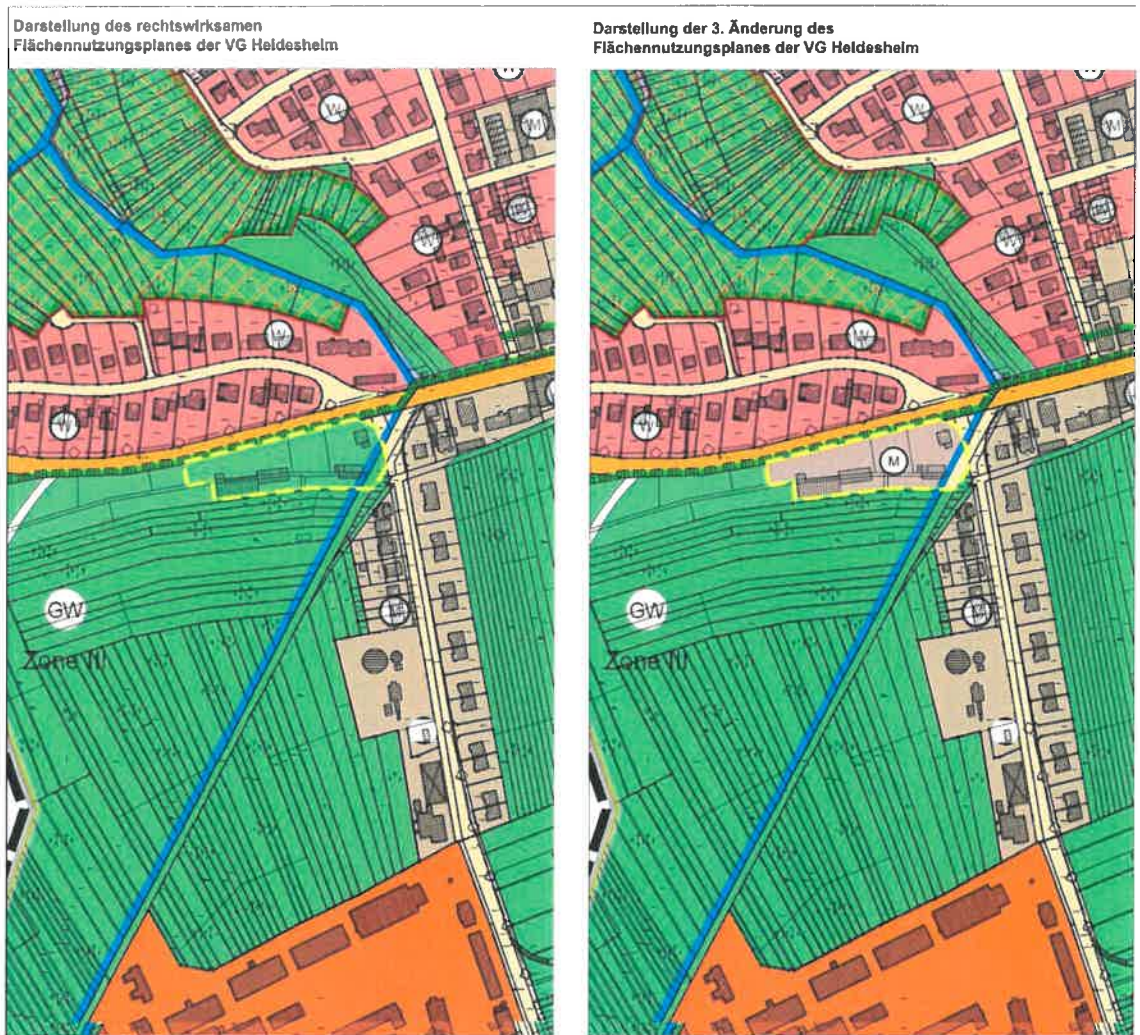 Darstellung des rechtswirksamen
Flächennutzungsplanes der VG Heidesheim
Darstellung der 3. Änderung des
Flächennutzungsplanes der VG Heidesheim
W
M
W
W
W
M
GW
Zone III
W
M
W
W
W
M
M
GW
Zone III